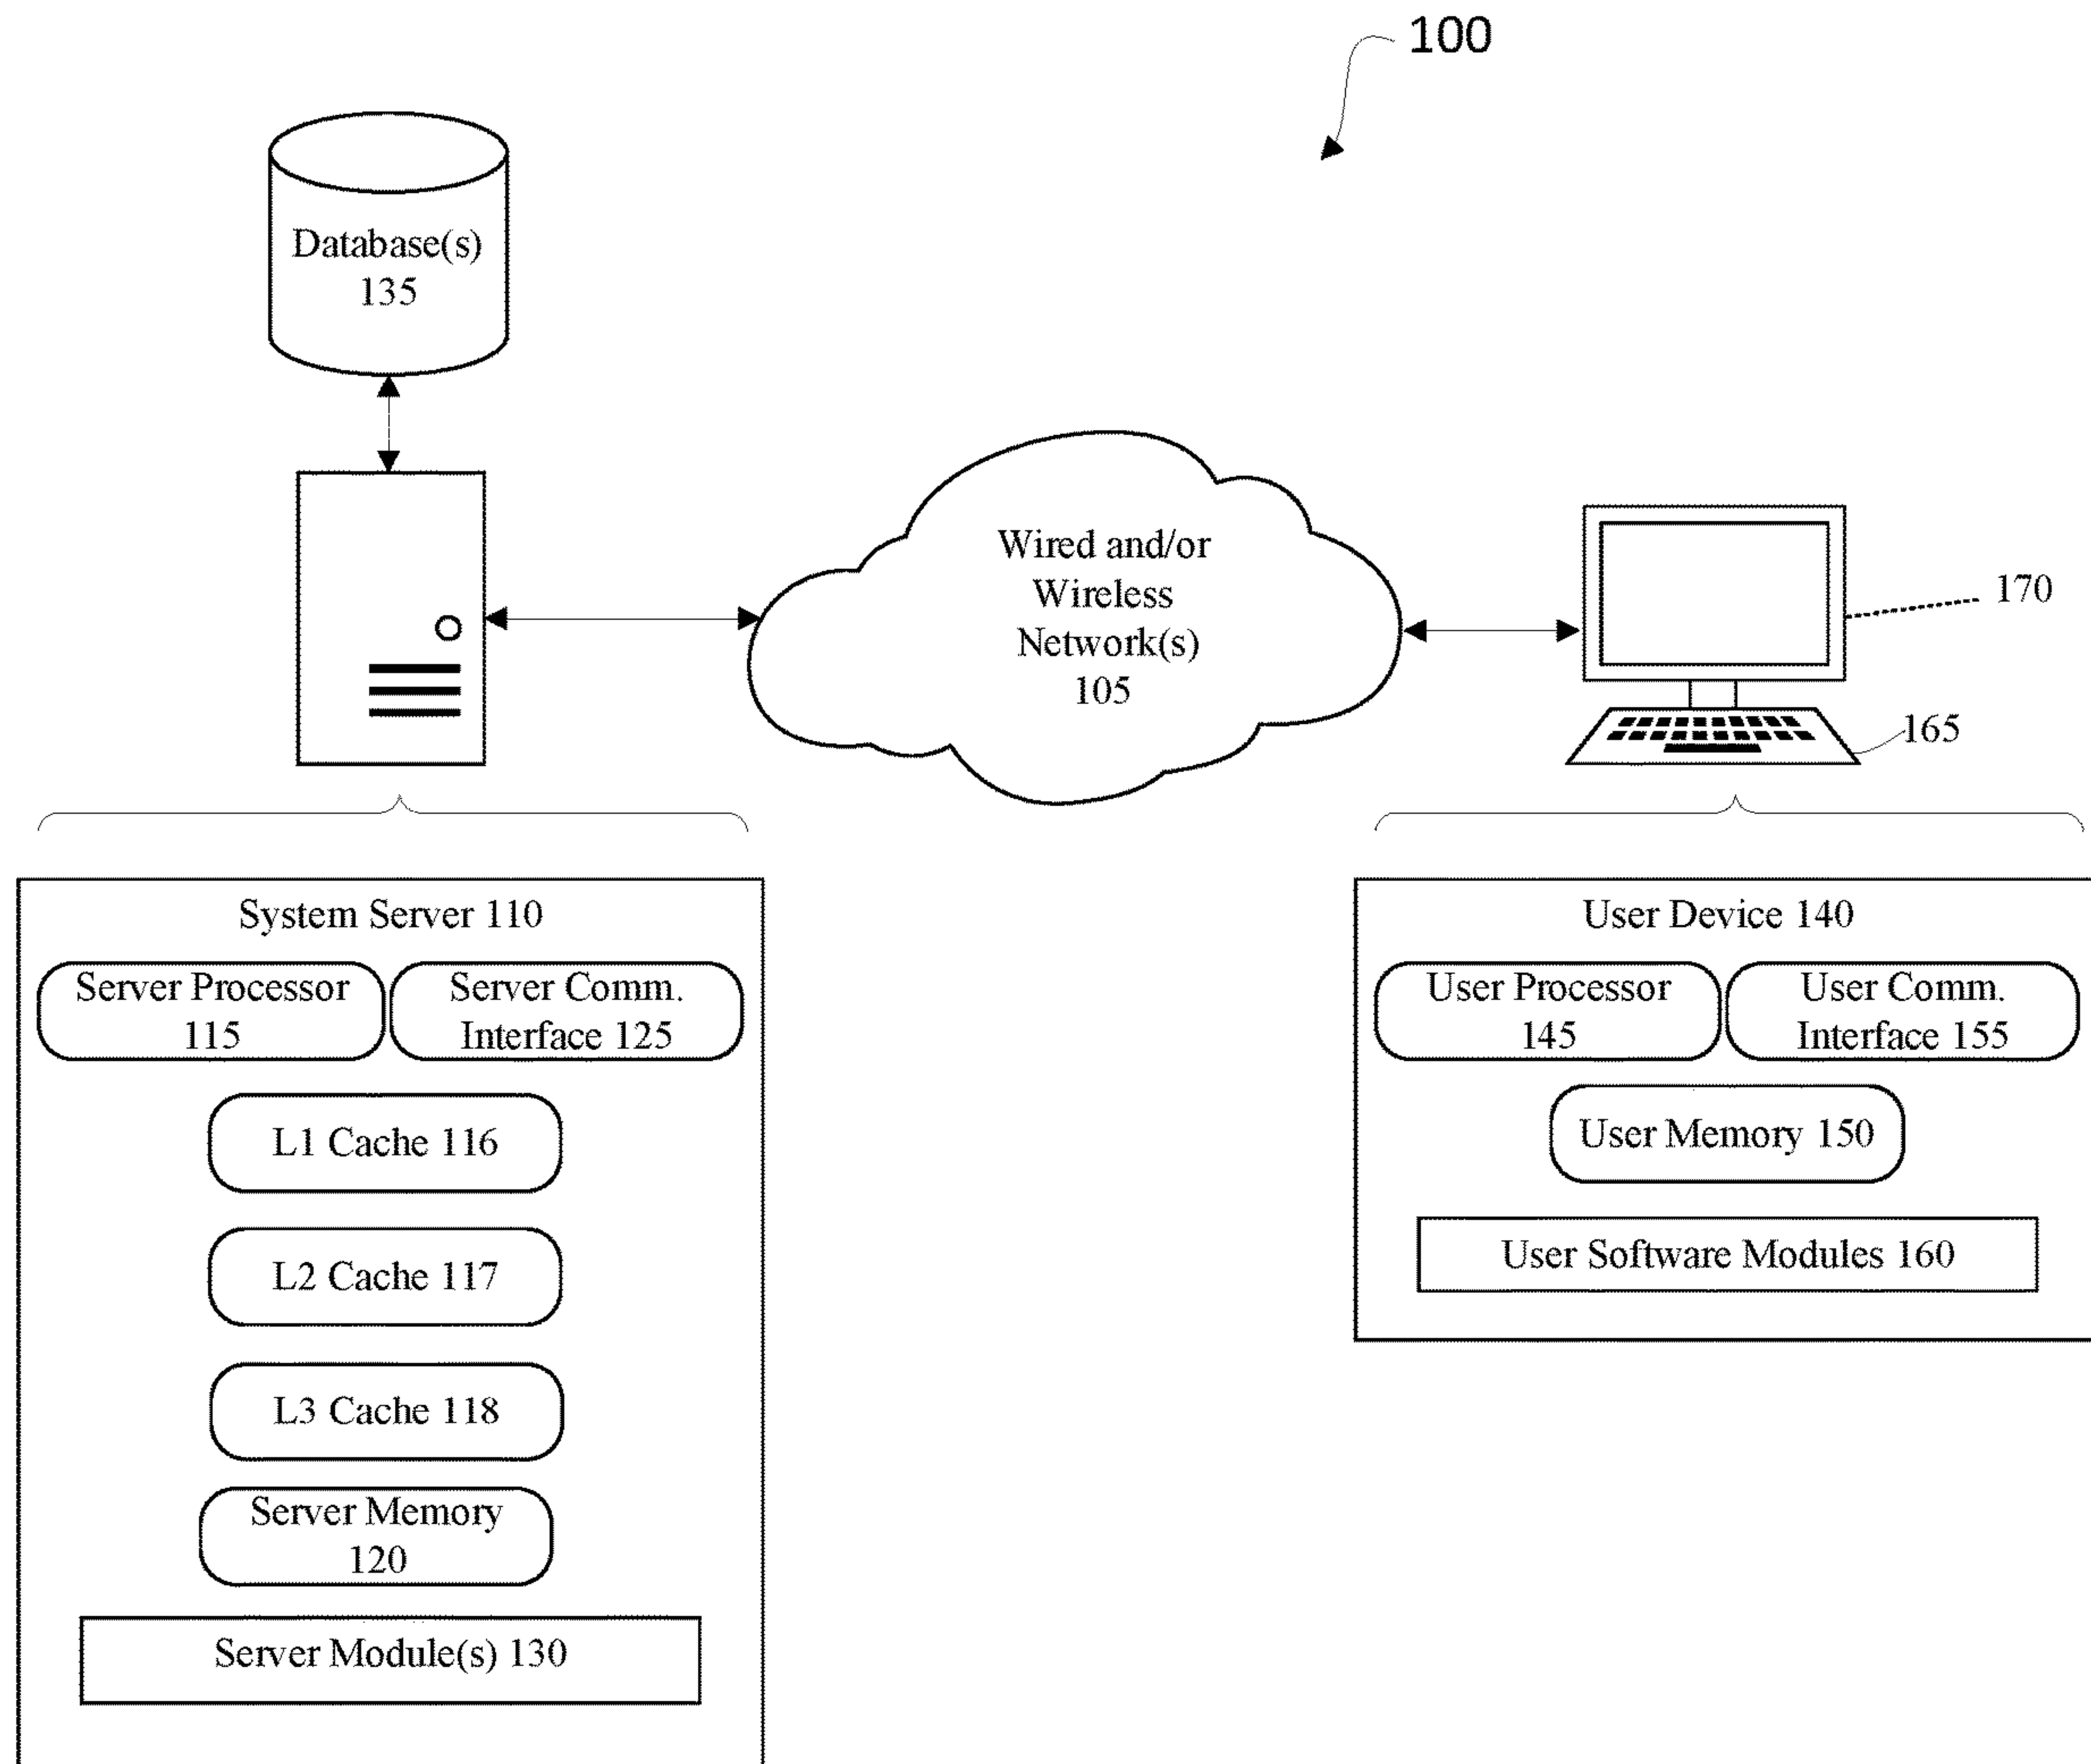 100
Database(s)
135
Wired and/or
Wireless
Network(s)
105
170
165
System Server 110
Server Processor
115
Server Comm.
Interface 125
L1 Cache 116
L2 Cache 117
L3 Cache 118
Server Memory
120
Server Module(s) 130
User Device 140
User Processor
145
User Comm.
Interface 155
User Memory 150
User Software Modules 160